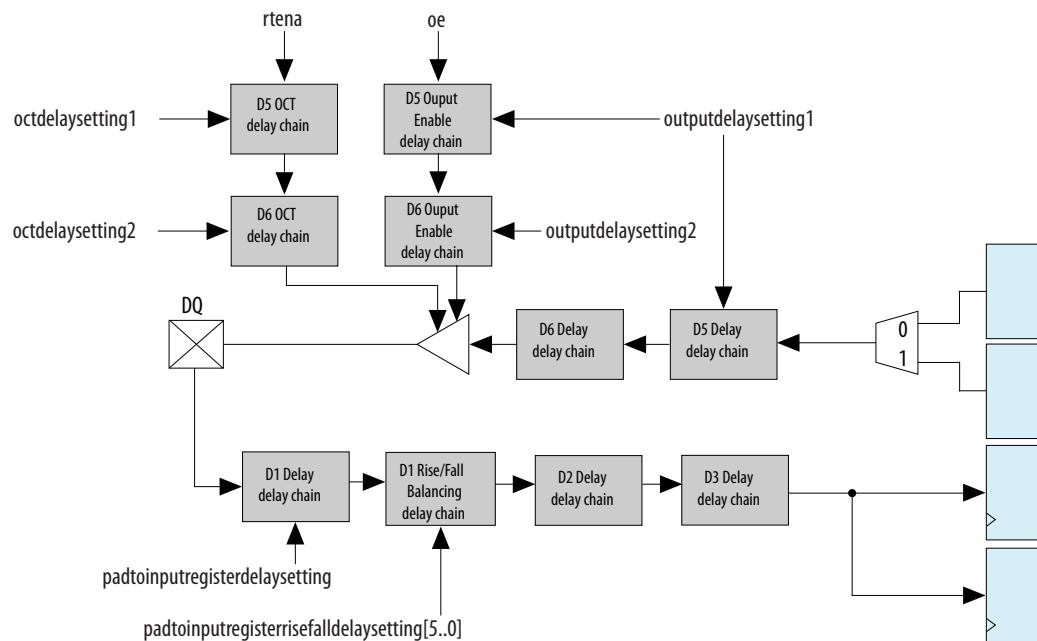 rtena
oe
octdelaysetting1
D5 OCT
delay chain
D5 Ouput
Enable
delay chain
outputdelaysetting1
octdelaysetting2
D6 OCT
delay chain
D6 Ouput
Enable
delay chain
outputdelaysetting2
DQ
D6 Delay
delay chain
D5 Delay
delay chain
0
1
D1 Delay
delay chain
D1 Rise/Fall
Balancing
delay chain
D2 Delay
delay chain
D3 Delay
delay chain
padtoinputregisterdelaysetting
padtoinputregisterrisefalldelaysetting[5..0]